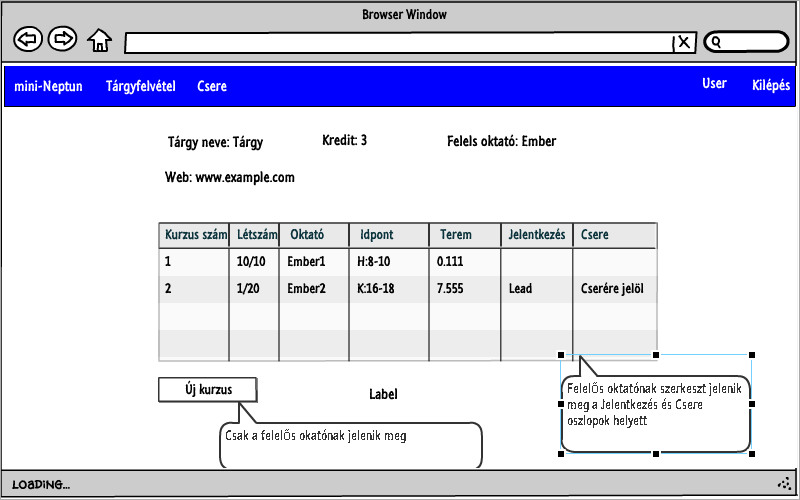 Browser Window
X
mini-Neptun Tárgyfelvétel Csere User Kilépés
Tárgy neve: Tárgy Kredit: 3 Felels oktató: Ember
Web: www.example.com
Kurzus szám Létszám Oktató Idpont Terem Jelentkezés Csere
1 10/10 Ember1 H:8-10 0.111
2 1/20 Ember2 K:16-18 7.555 Lead Cserére jelöl
Új kurzus Label
Csak a felelős okatónak jelenik meg
Felelős oktatónak szerkeszt jelenik
meg a Jelentkezés és Csere
oszlopok helyett
LOADING...